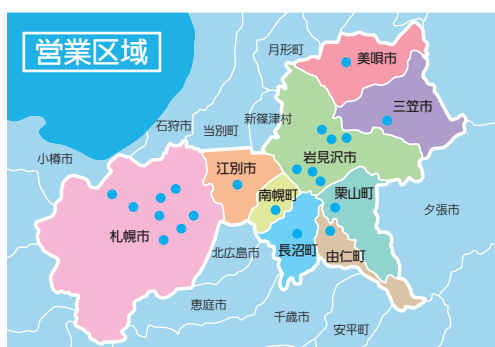 営業区域
月形町
美唄市
三笠市
新篠津村
石狩市
当別町
小樽市
岩見沢市
江別市
南幌町
栗山町
夕張市
札幌市
北広島市
長沼町
由仁町
恵庭市
千歳市
安平町